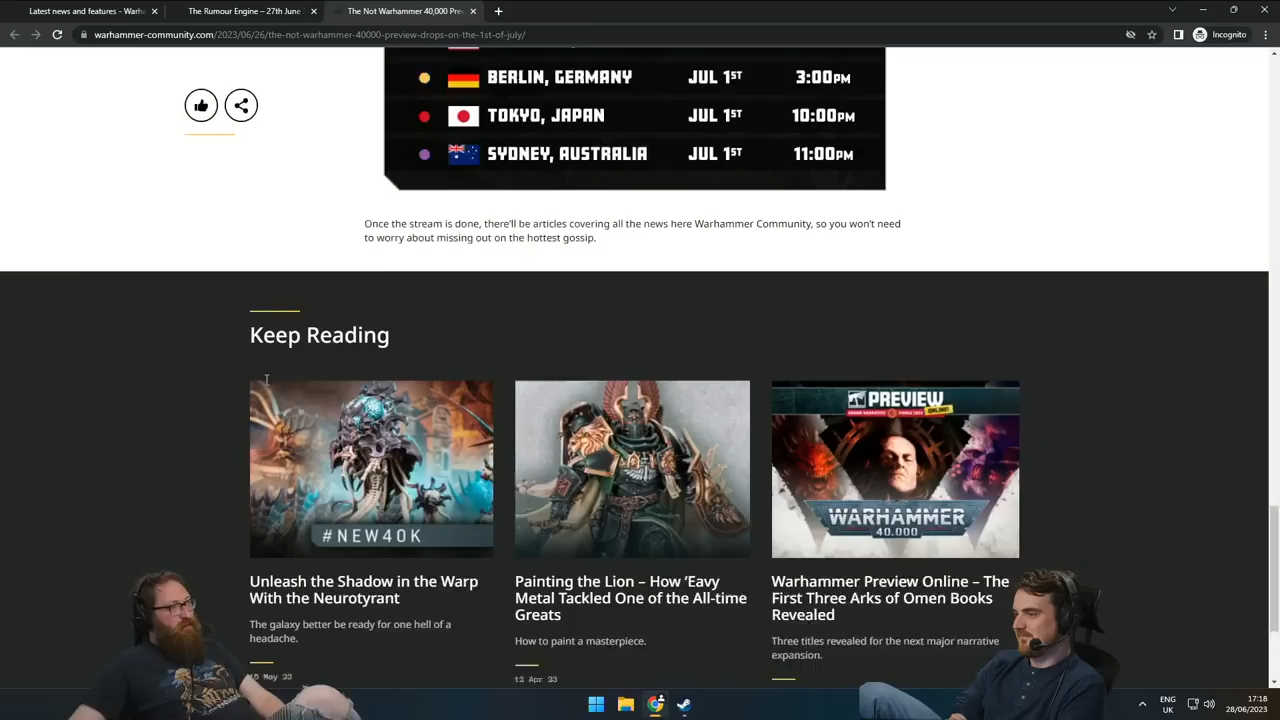 Latest news and features - Warh
The Rumour Engine – 27th June
The Not Warhammer 40,000 Prev
Incognito
warhammer-community.com/2023/06/26/the-not-warhammer-40000-preview-drops-on-the-1st-of-july/
BERLIN, GERMANY JUL 1ST 3:00PM
TOKYO, JAPAN JUL 1ST 10:00PM
SYDNEY, AUSTRALIA JUL 1ST 11:00PM
Once the stream is done, there'll be articles covering all the news here Warhammer Community, so you won't need
to worry about missing out on the hottest gossip.
Keep Reading
#NEW40K
Unleash the Shadow in the Warp
With the Neurotyrant
The galaxy better be ready for one hell of a
headache.
15 May 23
Painting the Lion – How 'Eavy
Metal Tackled One of the All-time
Greats
How to paint a masterpiece.
12 Apr 23
PREVIEW
ONLINE!
WARHAMMER
40,000
Warhammer Preview Online – The
First Three Arks of Omen Books
Revealed
Three titles revealed for the next major narrative
expansion.
ENG
UK
17:18
28/06/2023